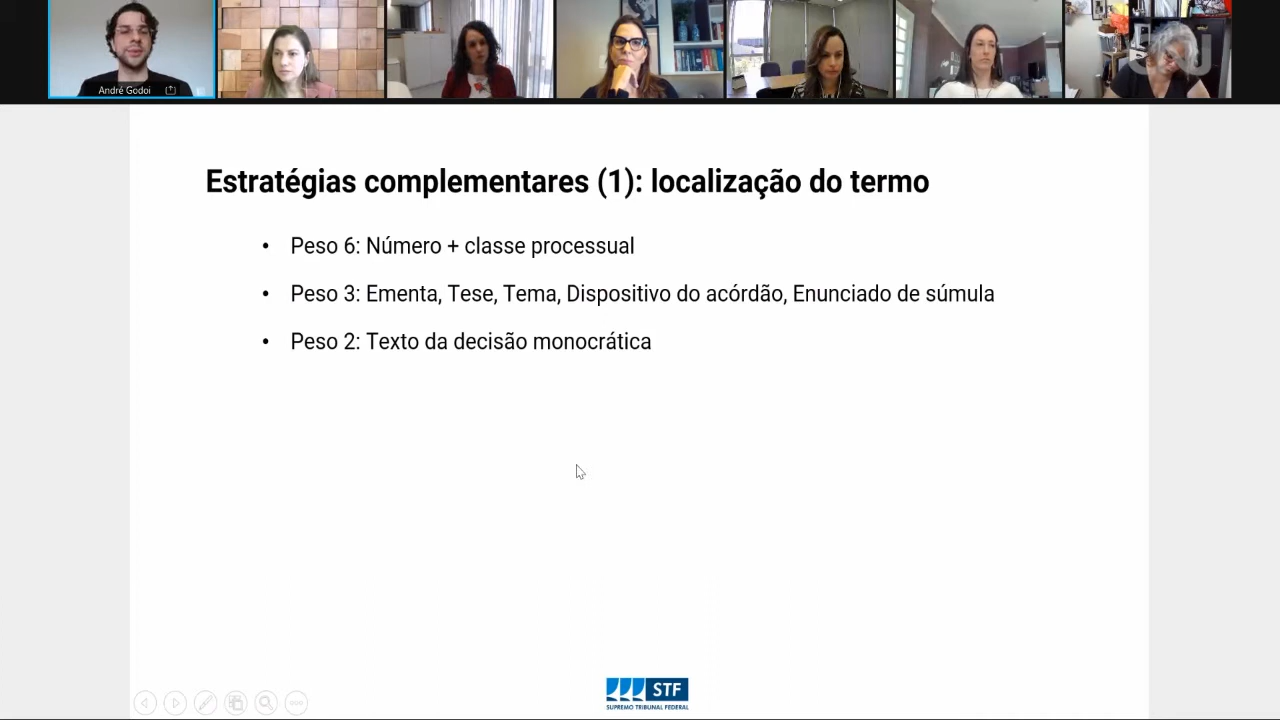 André Godoi
Estratégias complementares (1): localização do termo
• Peso 6: Número + classe processual
• Peso 3: Ementa, Tese, Tema, Dispositivo do acórdão, Enunciado de súmula
• Peso 2: Texto da decisão monocrática
STF
SUPREMO TRIBUNAL FEDERAL